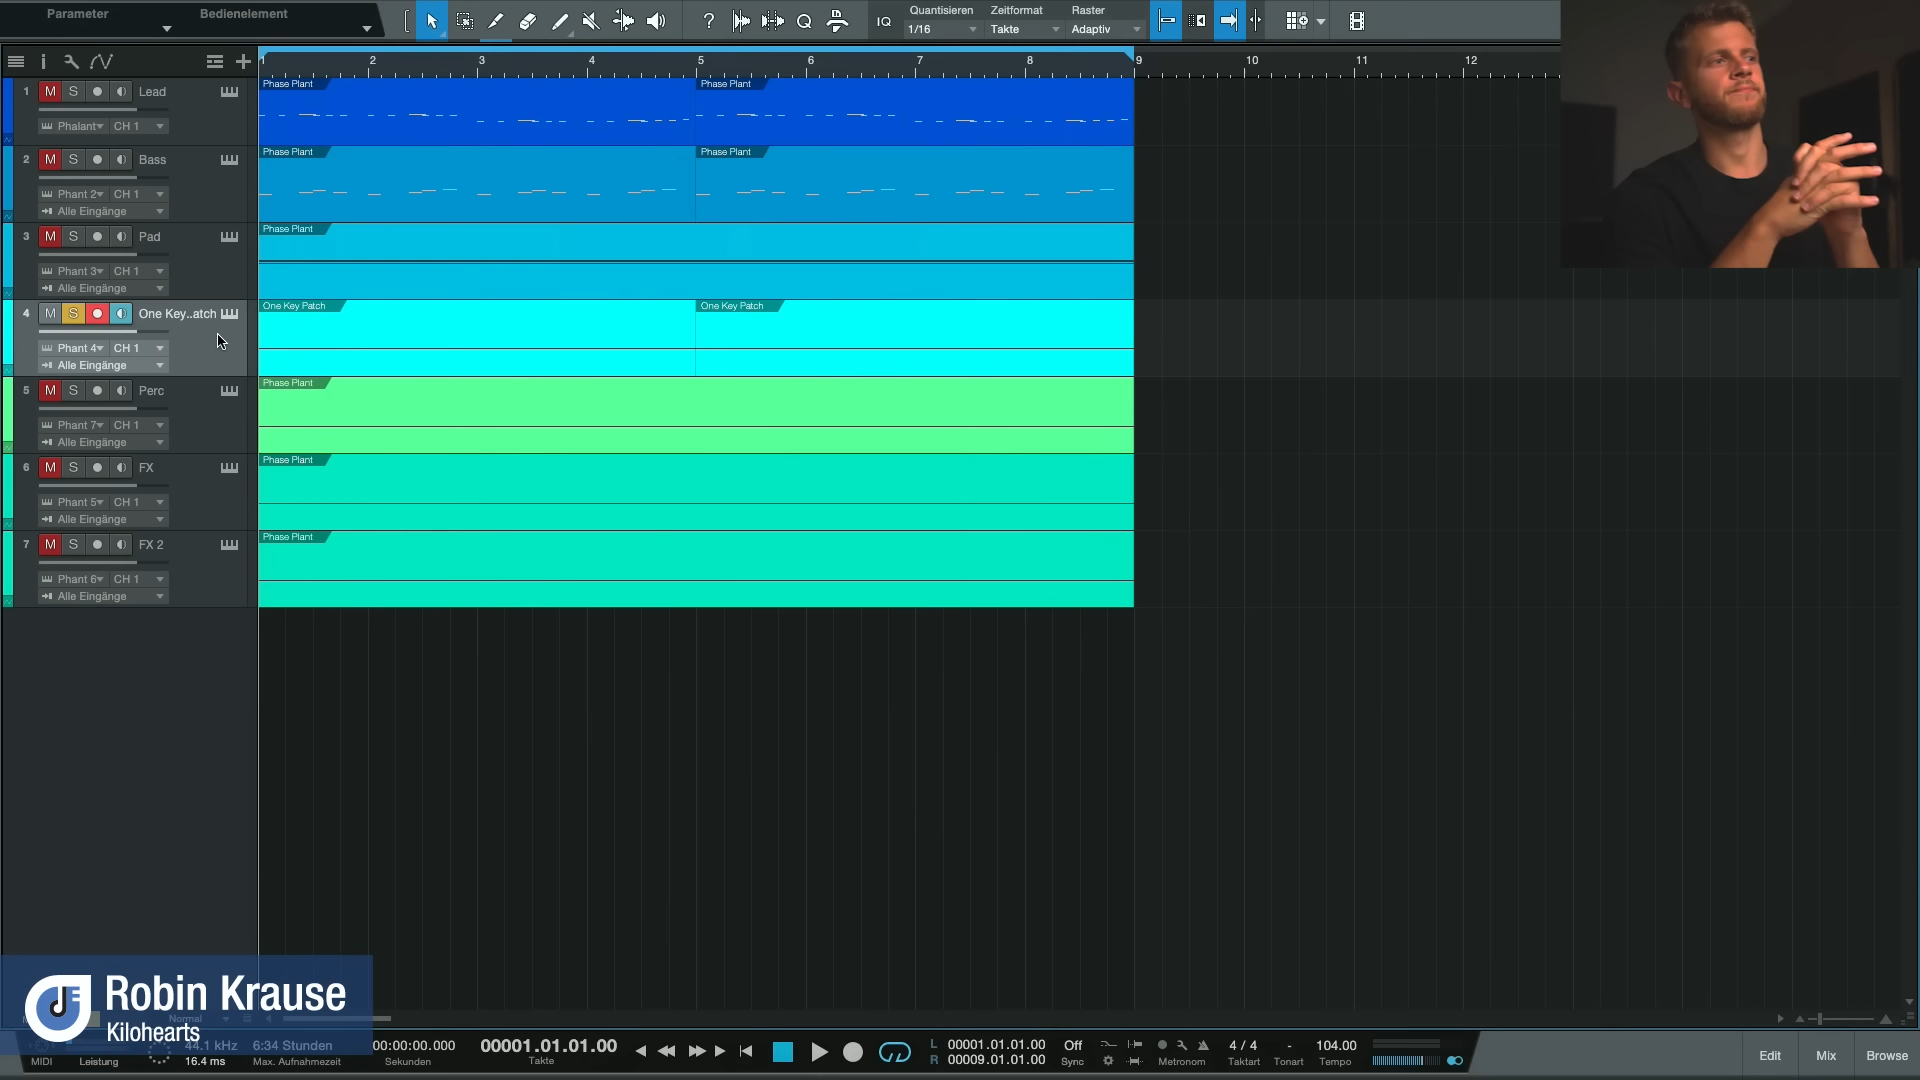 Parameter
Bedienelement
Quantisieren
Zeitformat
Raster
IQ
1/16
Takte
Adaptiv
2
3
4
5
6
7
8
9
10
11
12
1 M S Lead
Phalant CH 1
Phase Plant
Phase Plant
2 M S Bass
Phant 2 CH 1
Alle Eingänge
Phase Plant
Phase Plant
3 M S Pad
Phant 3 CH 1
Alle Eingänge
Phase Plant
4 M S One Key..atch
Phant 4 CH 1
Alle Eingänge
One Key Patch
One Key Patch
5 M S Perc
Phant 7 CH 1
Alle Eingänge
Phase Plant
6 M S FX
Phant 5 CH 1
Alle Eingänge
Phase Plant
7 M S FX 2
Phant 6 CH 1
Alle Eingänge
Phase Plant
Robin Krause
Kilohearts
Normal
MIDI
Leistung
44.1 kHz
16.4 ms
6:34 Stunden
Max. Aufnahmezeit
00:00:00.000
Sekunden
00001.01.01.00
Takte
L 00001.01.01.00
R 00009.01.01.00
Off
Sync
Metronom
4 / 4
Taktart
-
Tonart
104.00
Tempo
Edit
Mix
Browse